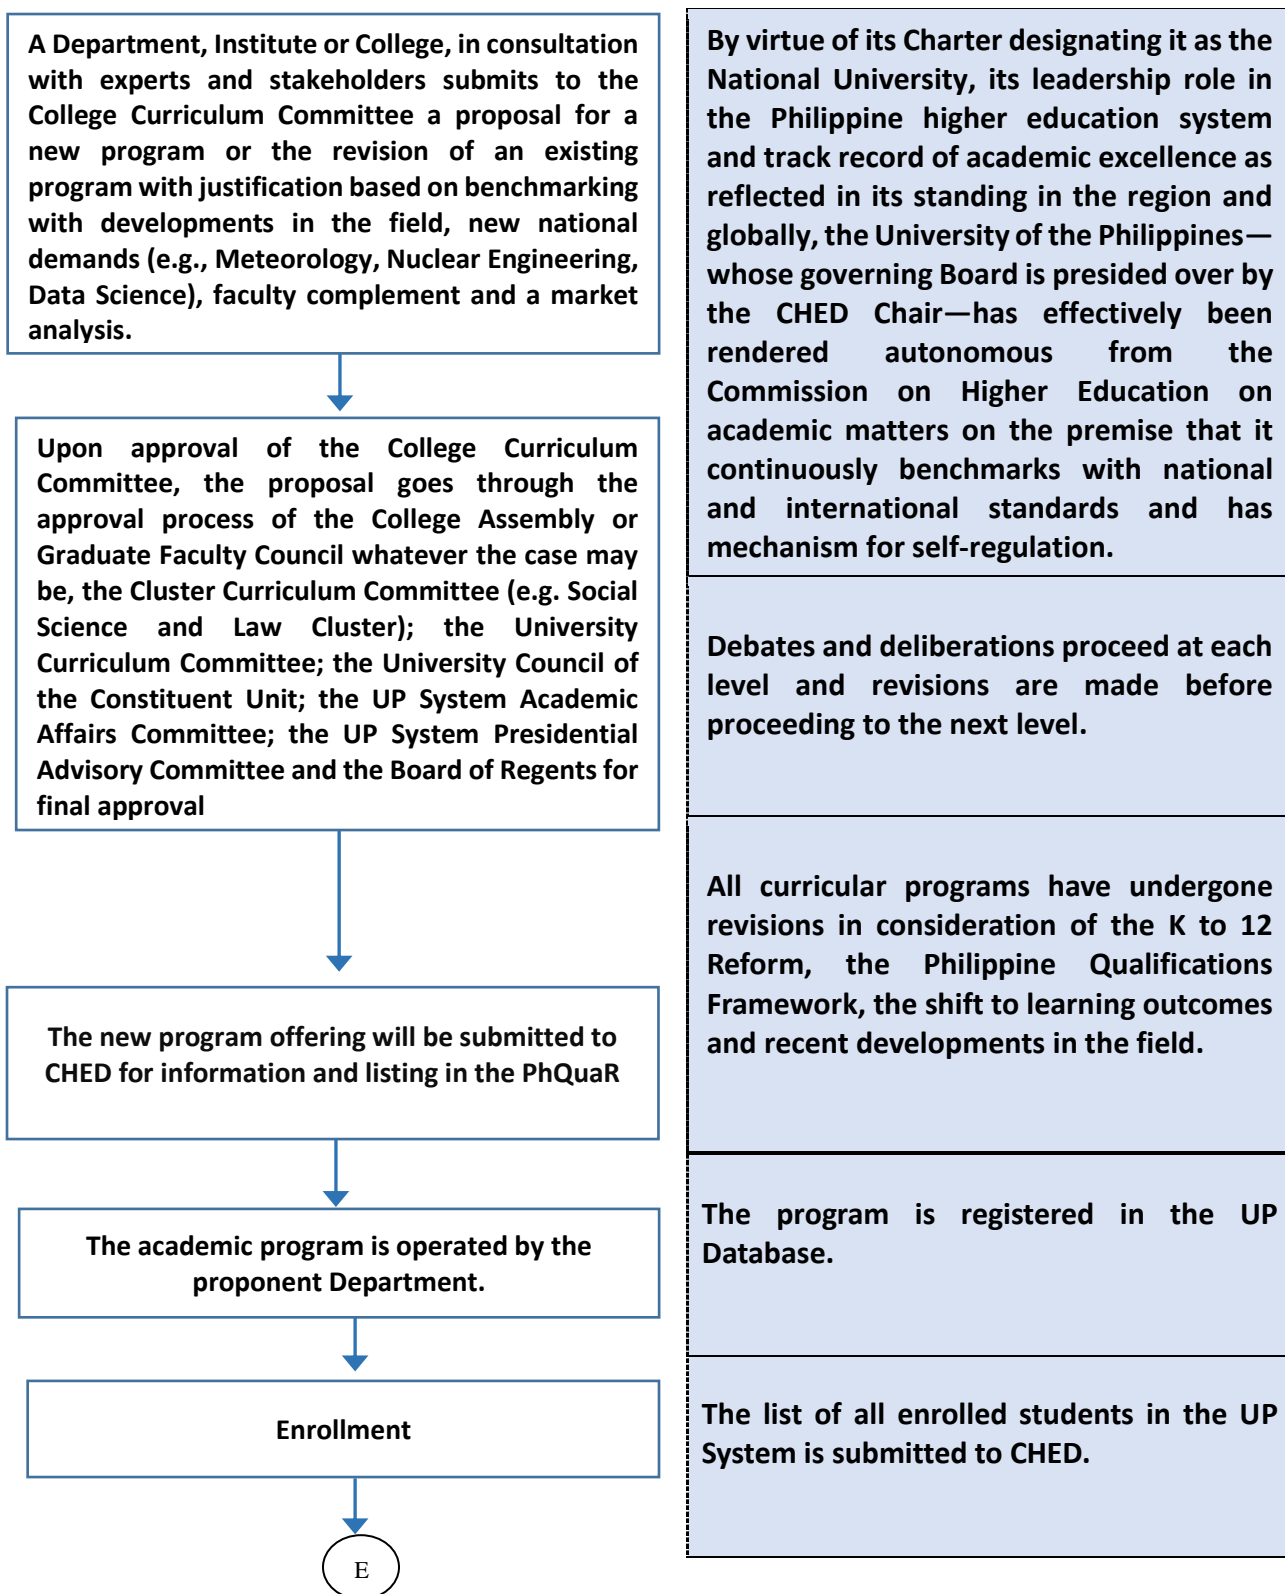 A Department, Institute or College, in consultation
with experts and stakeholders submits to the
College Curriculum Committee a proposal for a
new program or the revision of an existing
program with justification based on benchmarking
with developments in the field, new national
demands (e.g., Meteorology, Nuclear Engineering,
Data Science), faculty complement and a market
analysis.
Upon approval of the College Curriculum
Committee, the proposal goes through the
approval process of the College Assembly or
Graduate Faculty Council whatever the case may
be, the Cluster Curriculum Committee (e.g. Social
Science and Law Cluster); the University
Curriculum Committee; the University Council of
the Constituent Unit; the UP System Academic
Affairs Committee; the UP System Presidential
Advisory Committee and the Board of Regents for
final approval
The new program offering will be submitted to
CHED for information and listing in the PhQuaR
The academic program is operated by the
proponent Department.
Enrollment
E
By virtue of its Charter designating it as the
National University, its leadership role in
the Philippine higher education system
and track record of academic excellence as
reflected in its standing in the region and
globally, the University of the Philippines—
whose governing Board is presided over by
the CHED Chair—has effectively been
rendered autonomous from the
Commission on Higher Education on
academic matters on the premise that it
continuously benchmarks with national
and international standards and has
mechanism for self-regulation.
Debates and deliberations proceed at each
level and revisions are made before
proceeding to the next level.
All curricular programs have undergone
revisions in consideration of the K to 12
Reform, the Philippine Qualifications
Framework, the shift to learning outcomes
and recent developments in the field.
The program is registered in the UP
Database.
The list of all enrolled students in the UP
System is submitted to CHED.